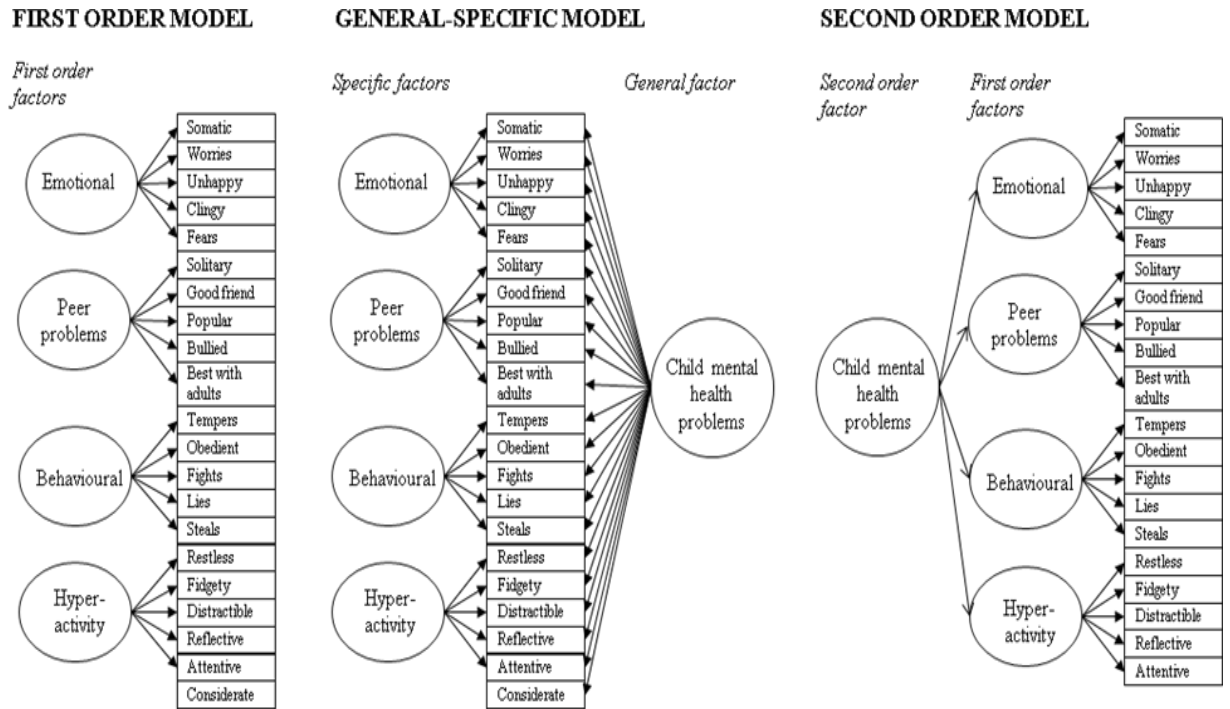 FIRST ORDER MODEL
First order
factors
Emotional
Somatic
Worries
Unhappy
Clingy
Fears
Peer
problems
Solitary
Good friend
Popular
Bullied
Best with
adults
Behavioural
Tempers
Obedient
Fights
Lies
Steals
Hyper-
activity
Restless
Fidgety
Distractible
Reflective
Attentive
Considerate
GENERAL-SPECIFIC MODEL
Specific factors
General factor
Emotional
Somatic
Worries
Unhappy
Clingy
Fears
Peer
problems
Solitary
Good friend
Popular
Bullied
Best with
adults
Behavioural
Tempers
Obedient
Fights
Lies
Steals
Hyper-
activity
Restless
Fidgety
Distractible
Reflective
Attentive
Considerate
Child mental
health
problems
SECOND ORDER MODEL
Second order
factor
First order
factors
Child mental
health
problems
Emotional
Somatic
Worries
Unhappy
Clingy
Fears
Peer
problems
Solitary
Good friend
Popular
Bullied
Best with
adults
Behavioural
Tempers
Obedient
Fights
Lies
Steals
Hyper-
activity
Restless
Fidgety
Distractible
Reflective
Attentive